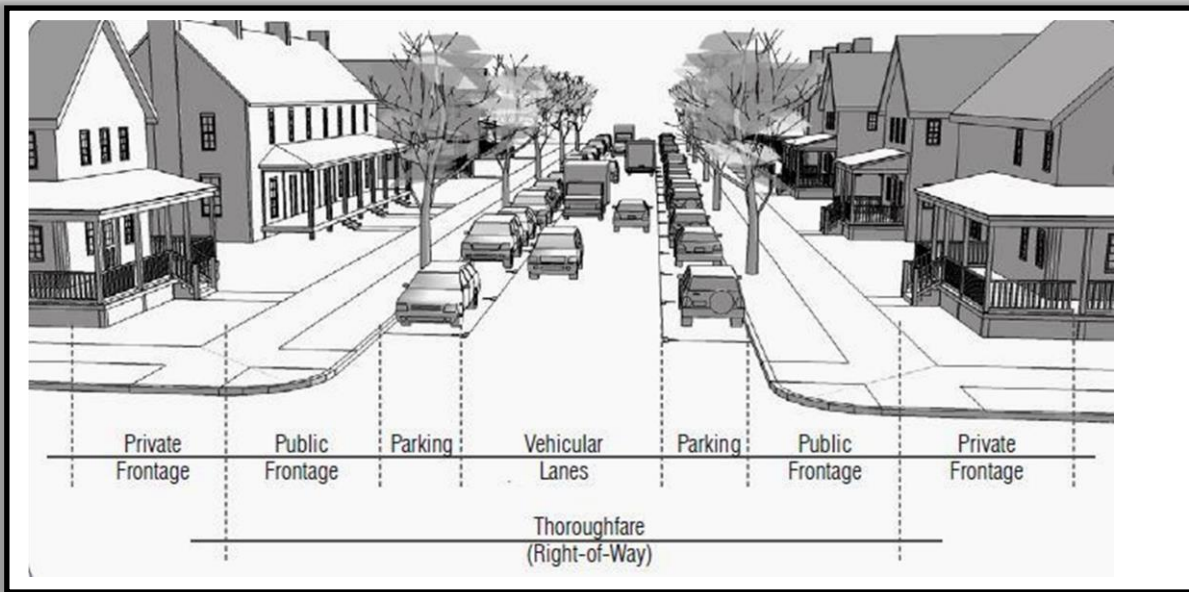 Private Public Parking Vehicular Parking Public Private
Frontage Frontage Lanes Frontage Frontage
Thoroughfare
(Right-of-Way)